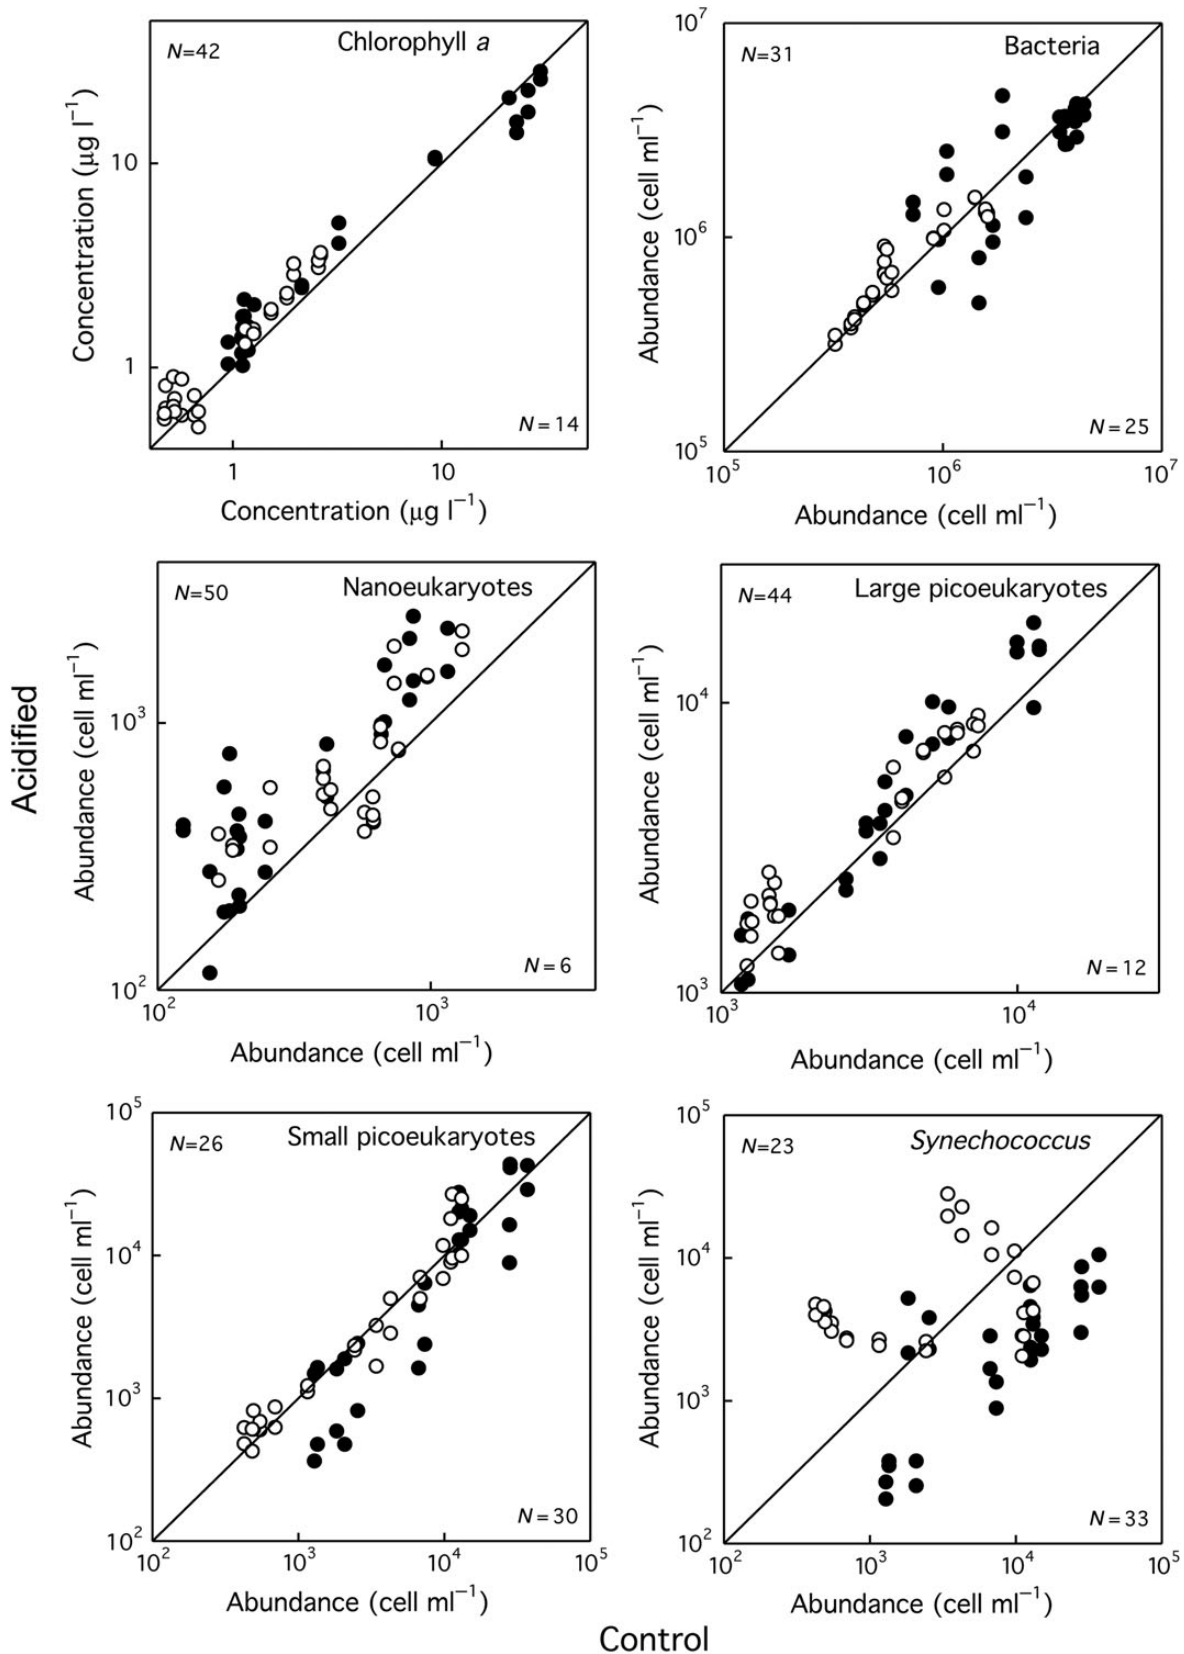 N=42
Chlorophyll a
Concentration (μg l⁻¹)
10
1
N = 14
1
10
Concentration (μg l⁻¹)
10⁷
N=31
Bacteria
Abundance (cell ml⁻¹)
10⁶
10⁵
N = 25
10⁵
10⁶
10⁷
Abundance (cell ml⁻¹)
Acidified
N=50
Nanoeukaryotes
Abundance (cell ml⁻¹)
10³
10²
N = 6
10²
10³
Abundance (cell ml⁻¹)
N=44
Large picoeukaryotes
Abundance (cell ml⁻¹)
10⁴
10³
N = 12
10³
10⁴
Abundance (cell ml⁻¹)
10⁵
N=26
Small picoeukaryotes
Abundance (cell ml⁻¹)
10⁴
10³
10²
N = 30
10²
10³
10⁴
10⁵
Abundance (cell ml⁻¹)
10⁵
N=23
Synechococcus
Abundance (cell ml⁻¹)
10⁴
10³
10²
N = 33
10²
10³
10⁴
10⁵
Abundance (cell ml⁻¹)
Control